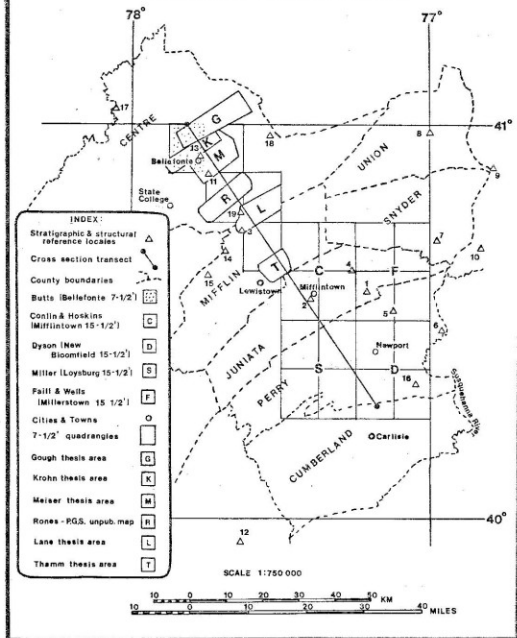 78
77
17
CENTRE
G
41
41°
K
13
M
8
18
Bellefonte
UNION
11
9
State
College
R
SNYDER
19
L
3
7
10
14
MIFFLIN
T
C
4
F
15
Lewistown
Mifflintown
1
2
5
6
JUNIATA
Newport
S
D
PERRY
16
Susquehanna River
CUMBERLAND
Carlisle
40
40°
12
INDEX:
Stratigraphic & structural
reference locales
Cross section transect
County boundaries
Butts (Bellefonte 7-1/2')
Conlin & Hoskins
(Mifflintown 15-1/2') C
Dyson (New
Bloomfield 15-1/2') D
Miller (Loysburg 15-1/2') S
Faill & Wells
(Millerstown 15 1/2') F
Cities & Towns
7-1/2' quadrangles
Gough thesis area G
Krohn thesis area K
Meiser thesis area M
Rones - P.G.S. unpub. map R
Lane thesis area L
Thamm thesis area T
SCALE 1:750 000
10 0 10 20 30 40 50 KM
10 0 10 20 30 40 MILES